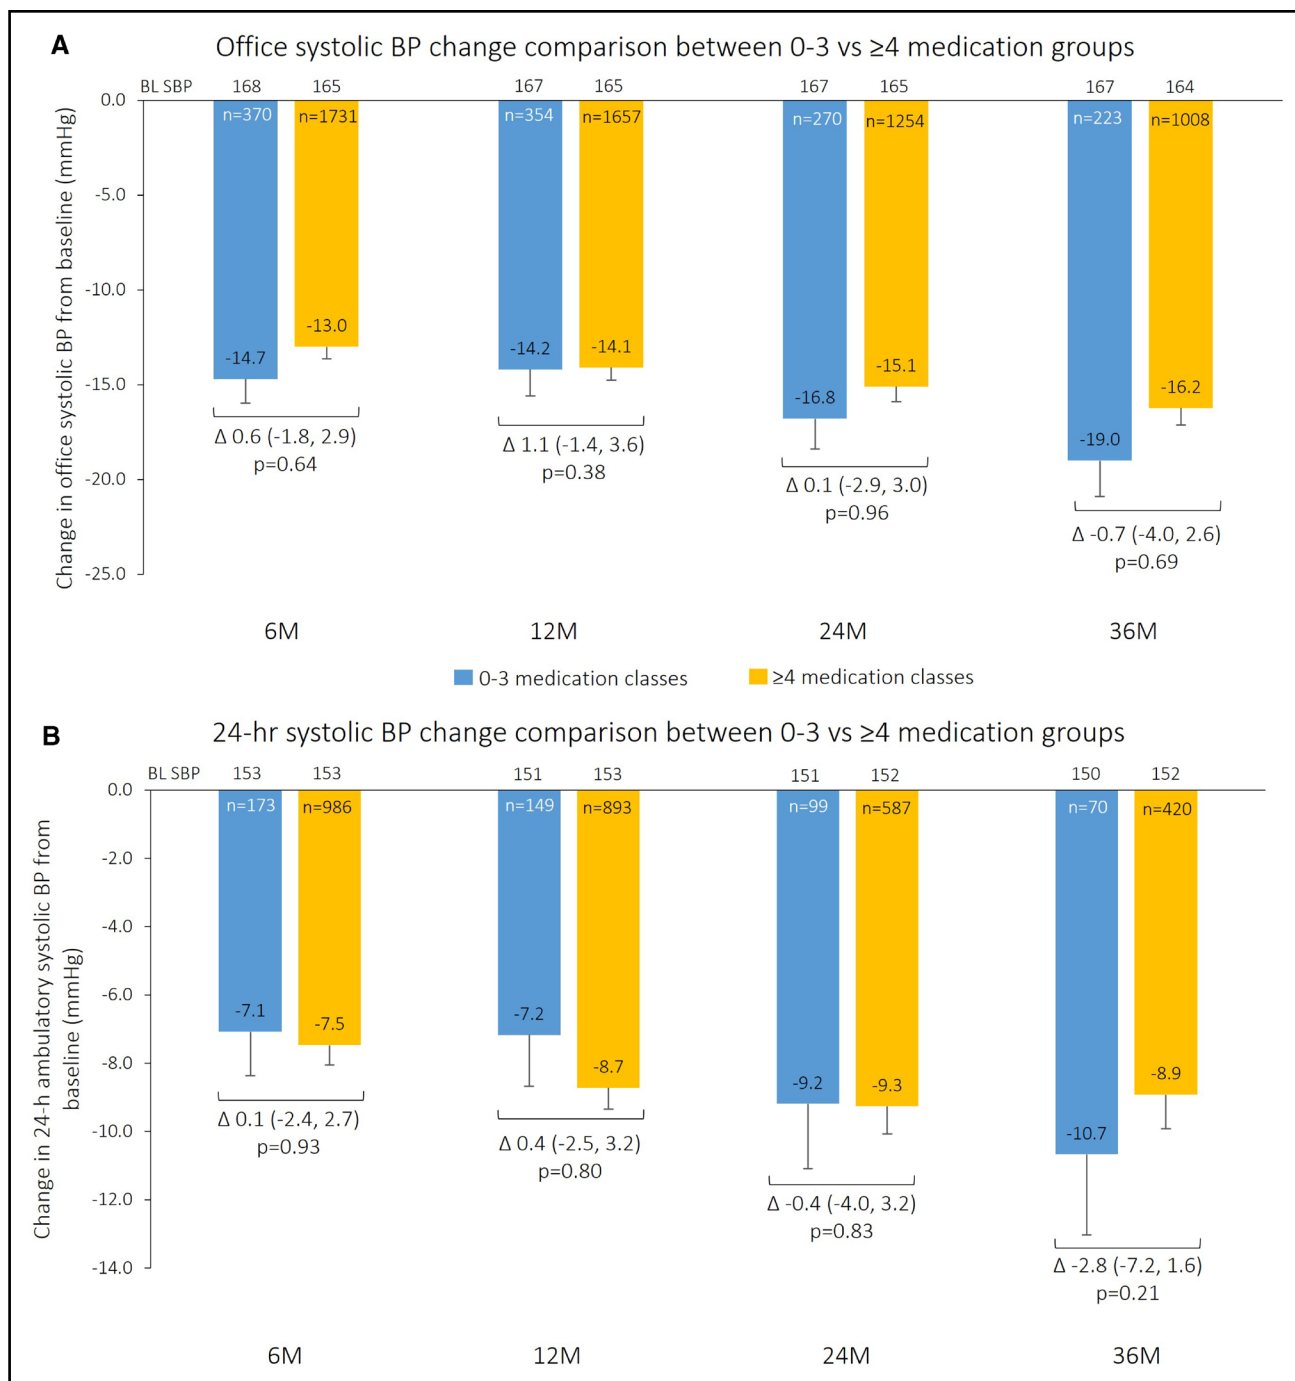 A
Office systolic BP change comparison between 0-3 vs ≥4 medication groups
BL SBP 168 165 167 165 167 165 167 164
n=370 n=1731 n=354 n=1657 n=270 n=1254 n=223 n=1008
Change in office systolic BP from baseline (mmHg)
0.0
-5.0
-10.0
-15.0
-20.0
-25.0
-14.7 -13.0 -14.2 -14.1 -16.8 -15.1 -19.0 -16.2
Δ 0.6 (-1.8, 2.9)
p=0.64
Δ 1.1 (-1.4, 3.6)
p=0.38
Δ 0.1 (-2.9, 3.0)
p=0.96
Δ -0.7 (-4.0, 2.6)
p=0.69
6M 12M 24M 36M
0-3 medication classes ≥4 medication classes
B
24-hr systolic BP change comparison between 0-3 vs ≥4 medication groups
BL SBP 153 153 151 153 151 152 150 152
n=173 n=986 n=149 n=893 n=99 n=587 n=70 n=420
Change in 24-h ambulatory systolic BP from
baseline (mmHg)
0.0
-2.0
-4.0
-6.0
-8.0
-10.0
-12.0
-14.0
-7.1 -7.5 -7.2 -8.7 -9.2 -9.3 -10.7 -8.9
Δ 0.1 (-2.4, 2.7)
p=0.93
Δ 0.4 (-2.5, 3.2)
p=0.80
Δ -0.4 (-4.0, 3.2)
p=0.83
Δ -2.8 (-7.2, 1.6)
p=0.21
6M 12M 24M 36M